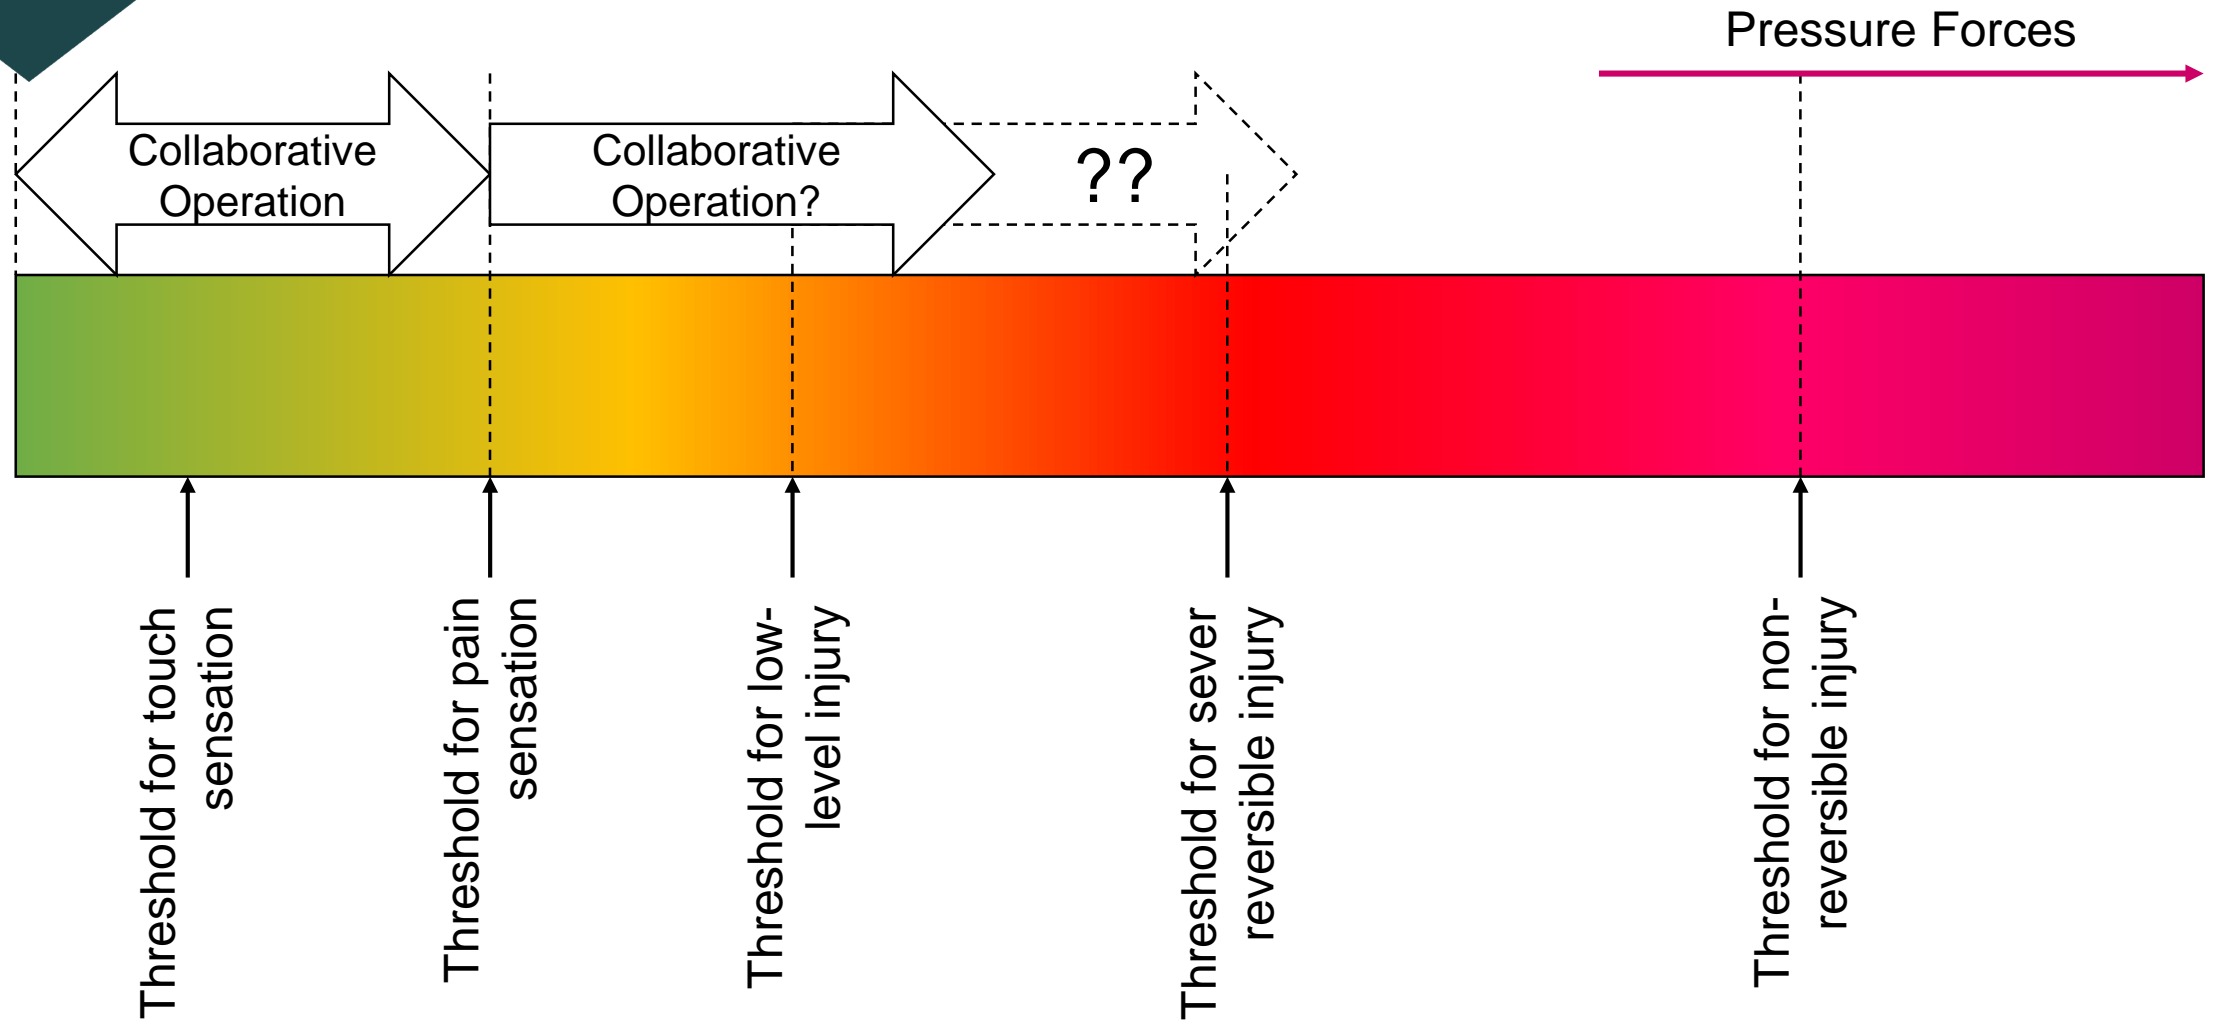 Pressure Forces
Collaborative
Operation
Collaborative
Operation?
??
Threshold for touch
sensation
Threshold for pain
sensation
Threshold for low-
level injury
Threshold for sever
reversible injury
Threshold for non-
reversible injury